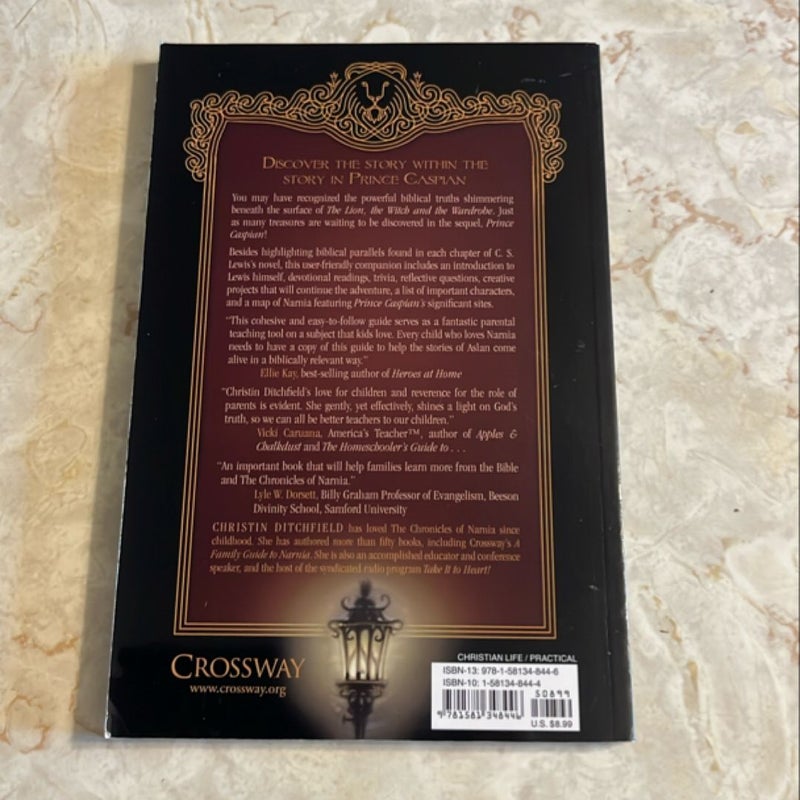 DISCOVER THE STORY WITHIN THE
STORY IN PRINCE CASPIAN
You may have recognized the powerful biblical truths shimmering
beneath the surface of The Lion, the Witch and the Wardrobe. Just
as many treasures are waiting to be discovered in the sequel, Prince
Caspian!
Besides highlighting biblical parallels found in each chapter of C. S.
Lewis's novel, this user-friendly companion includes an introduction to
Lewis himself, devotional readings, trivia, reflective questions, creative
projects that will continue the adventure, a list of important characters,
and a map of Narnia featuring Prince Caspian's significant sites.
"This cohesive and easy-to-follow guide serves as a fantastic parental
teaching tool on a subject that kids love. Every child who loves Narnia
needs to have a copy of this guide to help the stories of Aslan come
alive in a biblically relevant way."
Ellie Kay, best-selling author of Heroes at Home
"Christin Ditchfield's love for children and reverence for the role of
parents is evident. She gently, yet effectively, shines a light on God's
truth, so we can all be better teachers to our children."
Vicki Caruana, America's Teacher™, author of Apples &
Chalkdust and The Homeschooler's Guide to . . .
"An important book that will help families learn more from the Bible
and The Chronicles of Narnia."
Lyle W. Dorsett, Billy Graham Professor of Evangelism, Beeson
Divinity School, Samford University
CHRISTIN DITCHFIELD has loved The Chronicles of Narnia since
childhood. She has authored more than fifty books, including Crossway's A
Family Guide to Narnia. She is also an accomplished educator and conference
speaker, and the host of the syndicated radio program Take It to Heart!
CROSSWAY
www.crossway.org
CHRISTIAN LIFE / PRACTICAL
ISBN-13: 978-1-58134-844-6
ISBN-10: 1-58134-844-4
50899
9 781581 348446
U.S. $8.99